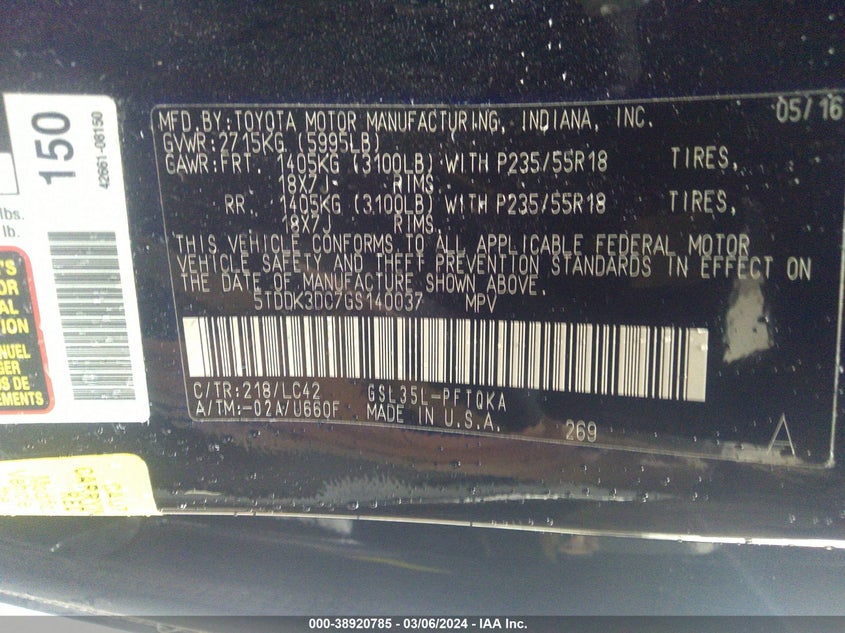 MFD.BY:TOYOTA MOTOR MANUFACTURING, INDIANA, INC. 05/16
GVWR:2715KG (5995LB)
GAWR:FRT. 1405KG (3100LB) WITH P235/55R18 TIRES,
18X7J RIMS
RR. 1405KG (3100LB) WITH P235/55R18 TIRES,
18X7J RIMS.
THIS VEHICLE CONFORMS TO ALL APPLICABLE FEDERAL MOTOR
VEHICLE SAFETY AND THEFT PREVENTION STANDARDS IN EFFECT ON
THE DATE OF MANUFACTURE SHOWN ABOVE.
5TDDK3DC7GS140037 MPV
C/TR:218/LC42 GSL35L-PFTQKA
A/TM:-02A/U660F MADE IN U.S.A.
269 A
150
42661-08150
lbs.
lb.
000-38920785 - 03/06/2024 - IAA Inc.